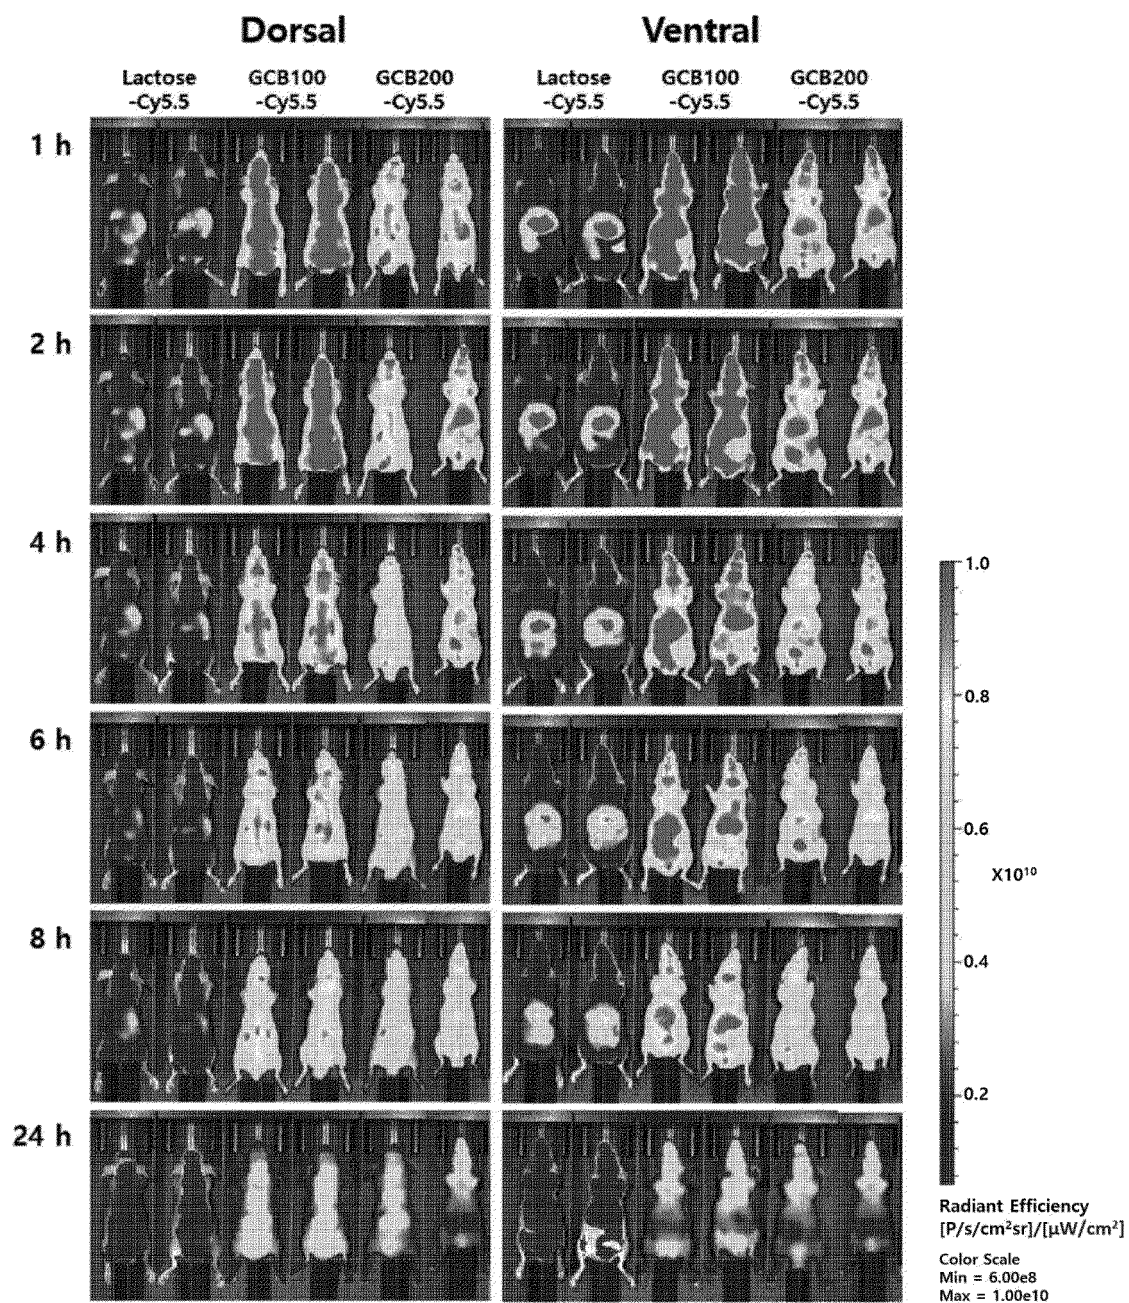 Dorsal Ventral
Lactose GCB100 GCB200 Lactose GCB100 GCB200
-Cy5.5 -Cy5.5 -Cy5.5 -Cy5.5 -Cy5.5 -Cy5.5
1 h
2 h
4 h
1.0
0.8
6 h
0.6
X10¹⁰
8 h
0.4
0.2
24 h
Radiant Efficiency
[P/s/cm²sr]/[μW/cm²]
Color Scale
Min = 6.00e8
Max = 1.00e10